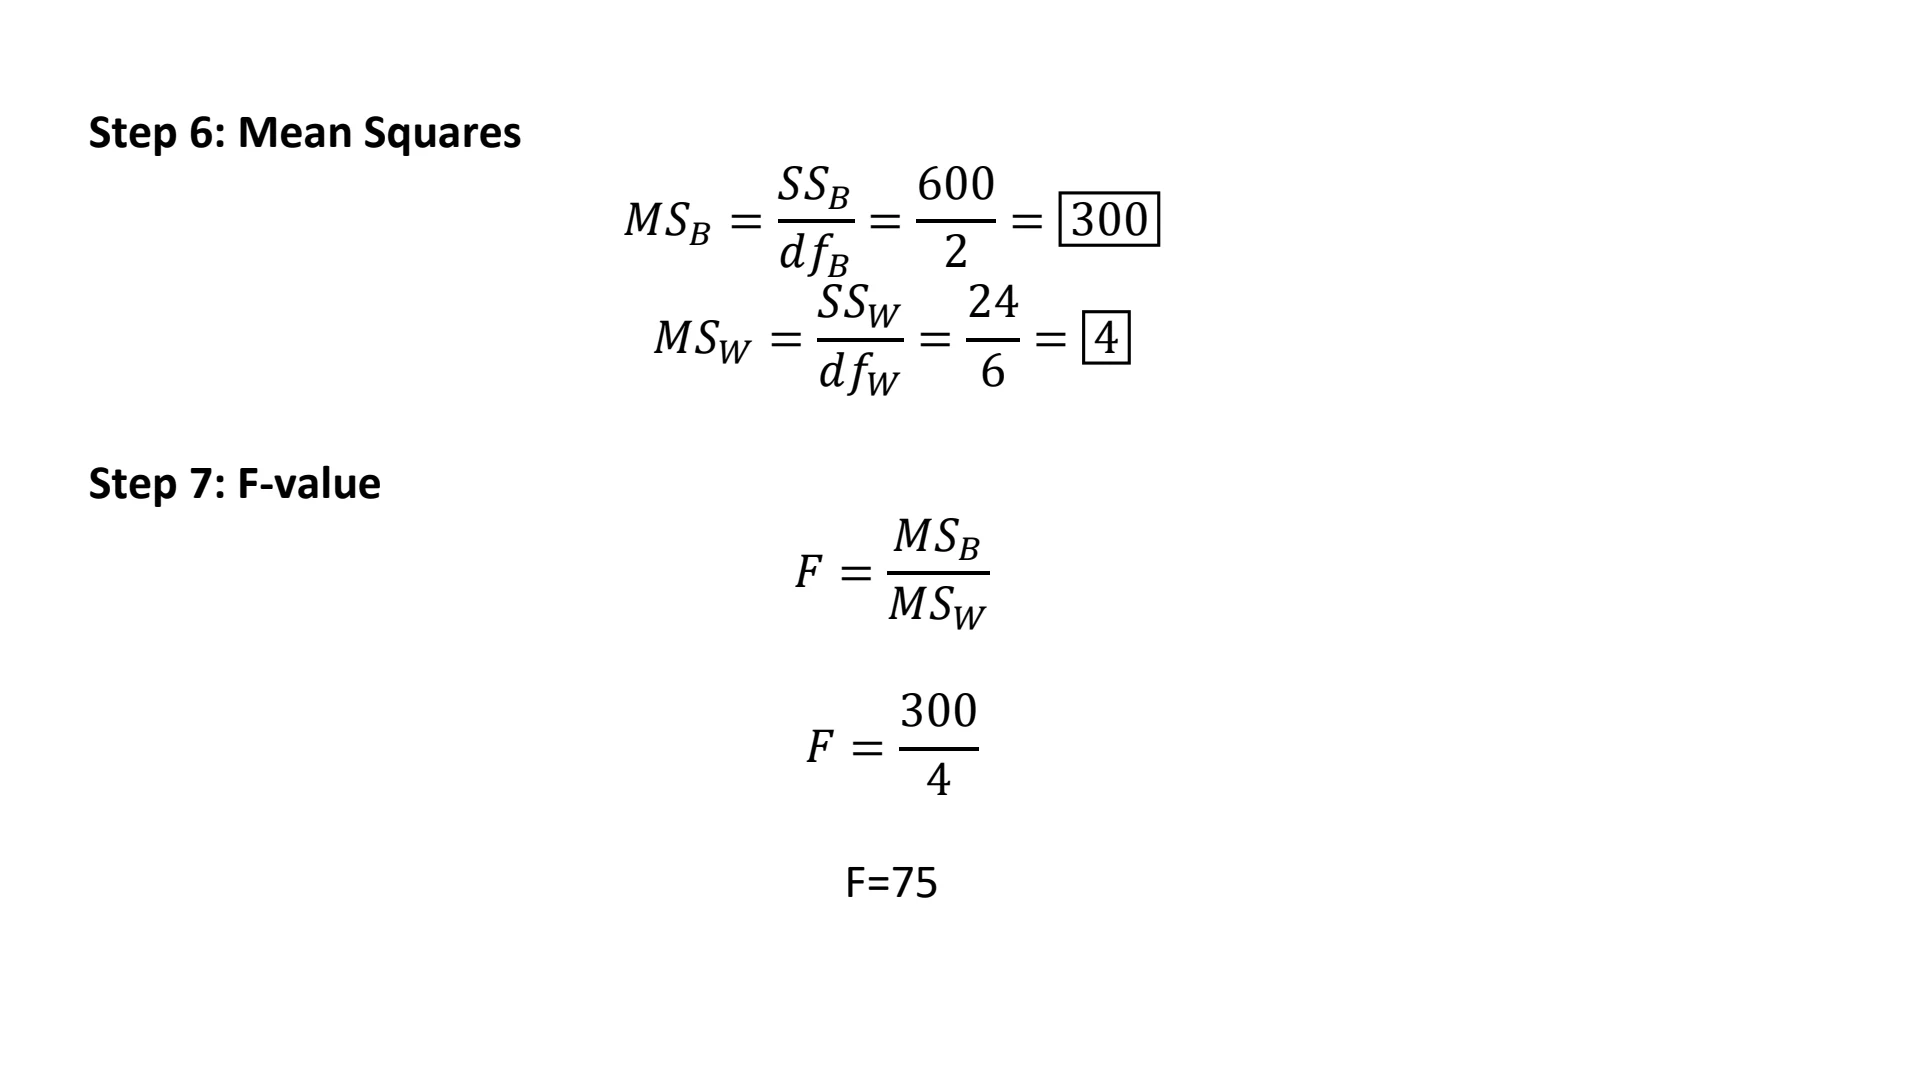 Step 6: Mean Squares
MS_B = SS_B / df_B = 600 / 2 = 300
MS_W = SS_W / df_W = 24 / 6 = 4
Step 7: F-value
F = MS_B / MS_W
F = 300 / 4
F=75